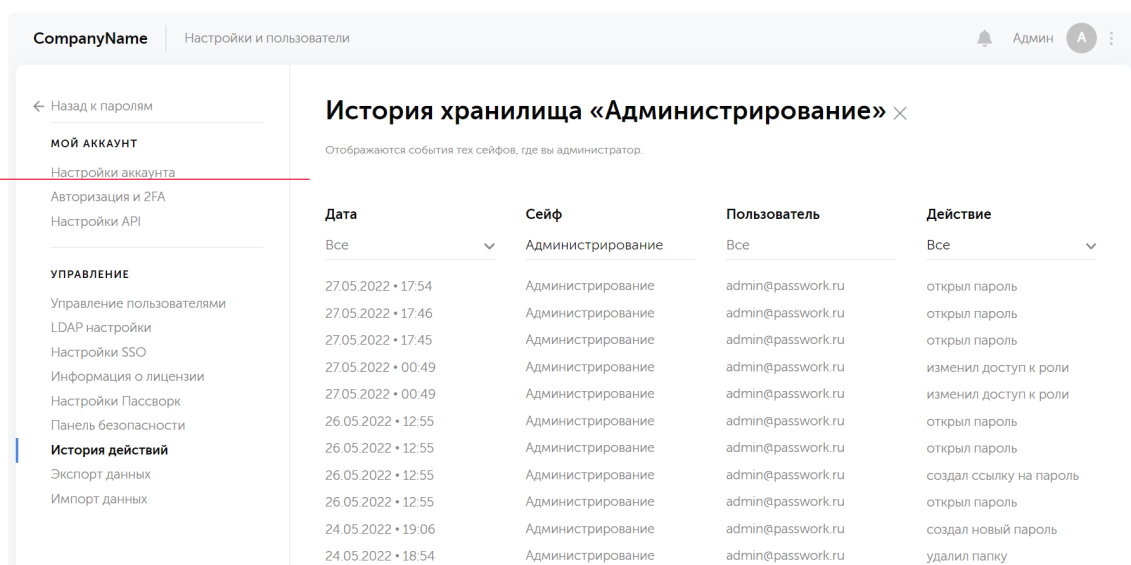 CompanyName Настройки и пользователи Админ А
← Назад к паролям
МОЙ АККАУНТ
Настройки аккаунта
Авторизация и 2FA
Настройки API
УПРАВЛЕНИЕ
Управление пользователями
LDAP настройки
Настройки SSO
Информация о лицензии
Настройки Пассворк
Панель безопасности
История действий
Экспорт данных
Импорт данных
История хранилища «Администрирование» ×
Отображаются события тех сейфов, где вы администратор.
Дата Сейф Пользователь Действие
Все Администрирование Все Все
27.05.2022 • 17:54 Администрирование admin@passwork.ru открыл пароль
27.05.2022 • 17:46 Администрирование admin@passwork.ru открыл пароль
27.05.2022 • 17:45 Администрирование admin@passwork.ru открыл пароль
27.05.2022 • 00:49 Администрирование admin@passwork.ru изменил доступ к роли
27.05.2022 • 00:49 Администрирование admin@passwork.ru изменил доступ к роли
26.05.2022 • 12:55 Администрирование admin@passwork.ru открыл пароль
26.05.2022 • 12:55 Администрирование admin@passwork.ru открыл пароль
26.05.2022 • 12:55 Администрирование admin@passwork.ru создал ссылку на пароль
26.05.2022 • 12:55 Администрирование admin@passwork.ru открыл пароль
24.05.2022 • 19:06 Администрирование admin@passwork.ru создал новый пароль
24.05.2022 • 18:54 Администрирование admin@passwork.ru удалил папку